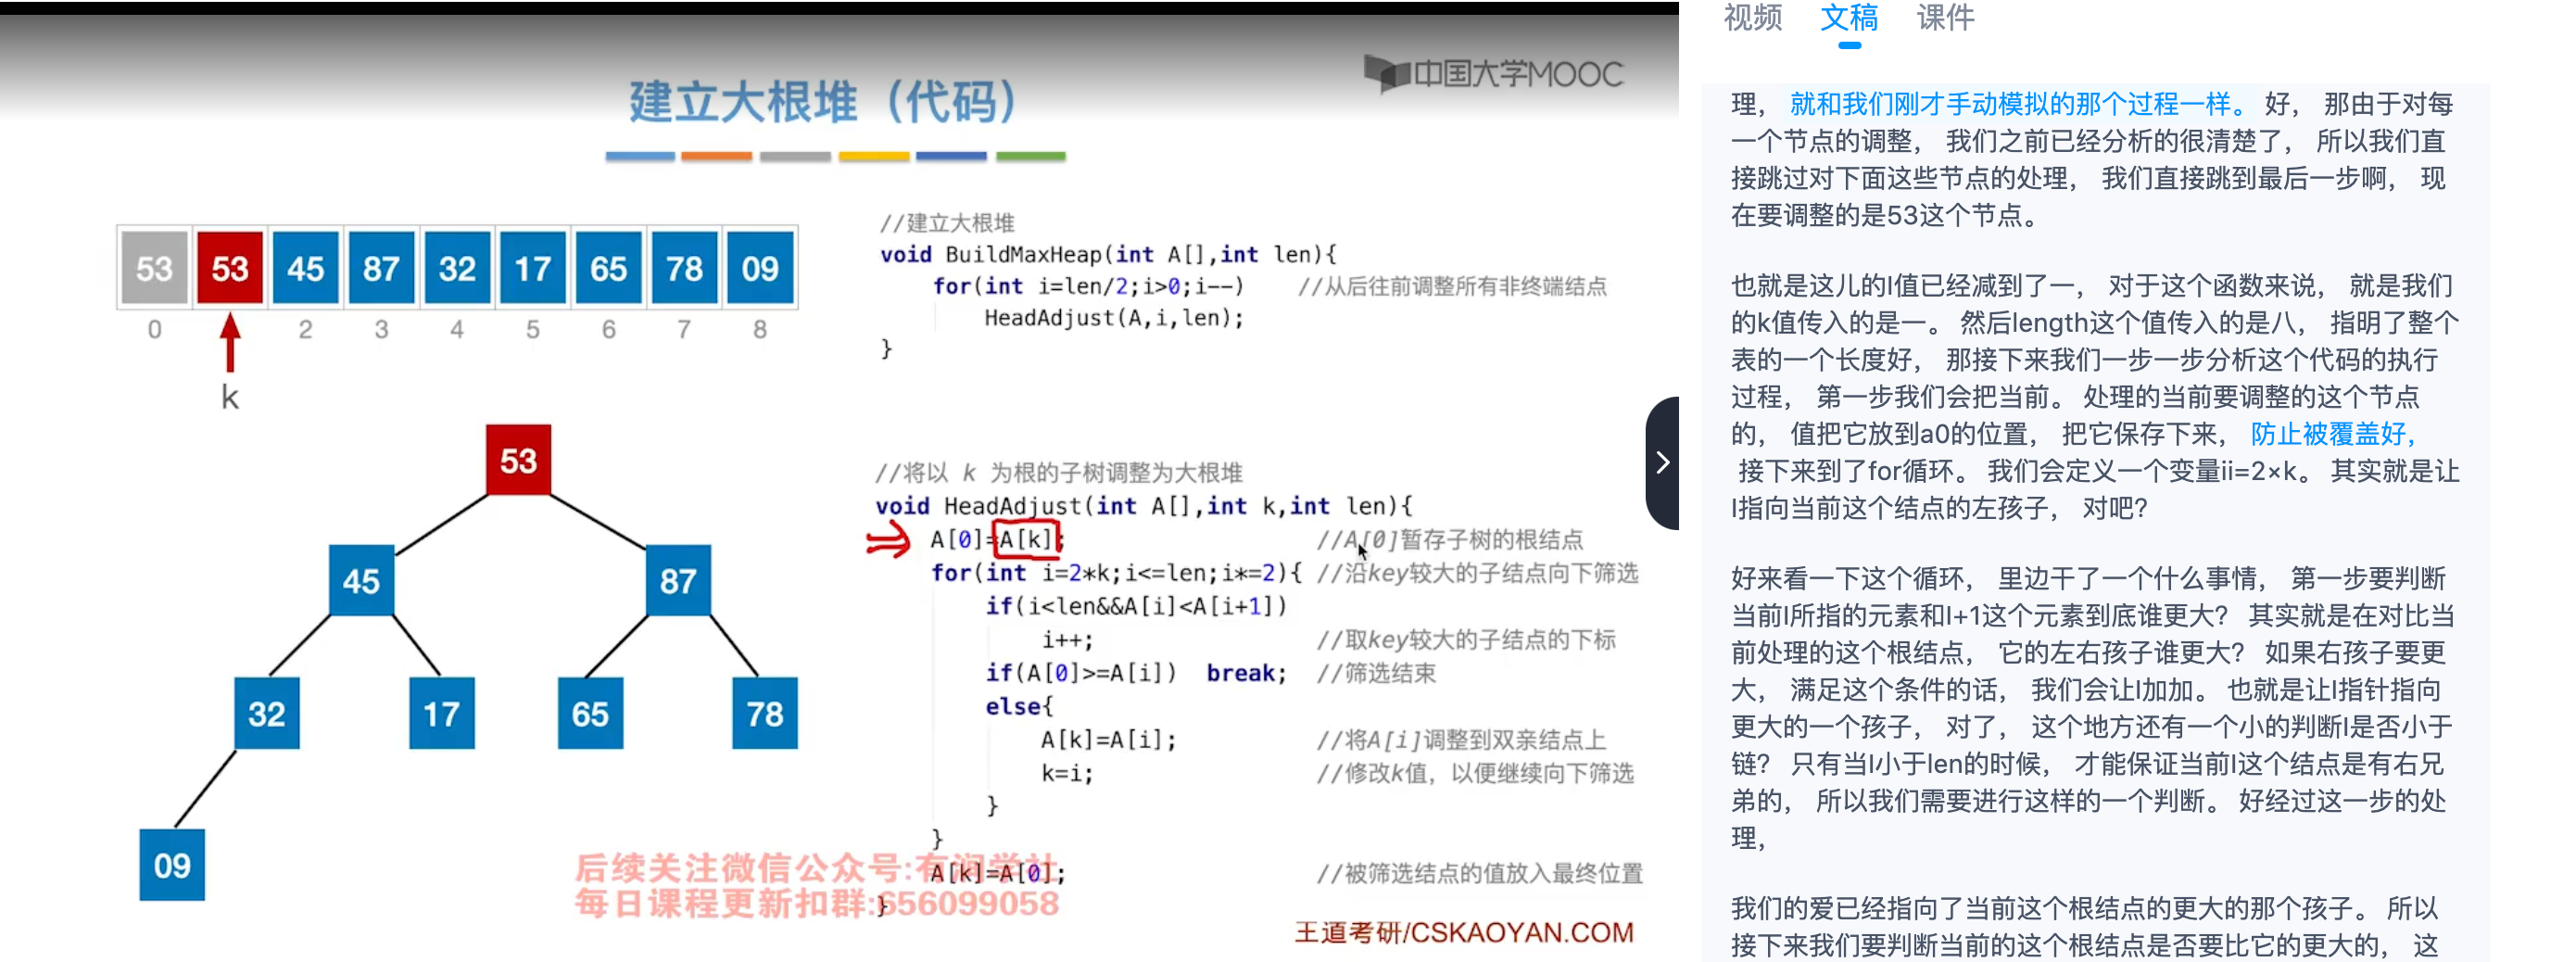 建立大根堆（代码）
中国大学MOOC
53 53 45 87 32 17 65 78 09
0 2 3 4 5 6 7 8
k
53
45 87
32 17 65 78
09
//建立大根堆
void BuildMaxHeap(int A[],int len){
for(int i=len/2;i>0;i--) //从后往前调整所有非终端结点
HeadAdjust(A,i,len);
}
//将以 k 为根的子树调整为大根堆
void HeadAdjust(int A[],int k,int len){
A[0]=A[k]; //A[0]暂存子树的根结点
for(int i=2*k;i<=len;i*=2){ //沿key较大的子结点向下筛选
if(i<len&&A[i]<A[i+1])
i++; //取key较大的子结点的下标
if(A[0]>=A[i]) break; //筛选结束
else{
A[k]=A[i]; //将A[i]调整到双亲结点上
k=i; //修改k值，以便继续向下筛选
}
}
A[k]=A[0]; //被筛选结点的值放入最终位置
}
后续关注微信公众号:有润学社
每日课程更新扣群:656099058
王道考研/CSKAOYAN.COM
视频 文稿 课件
理， 就和我们刚才手动模拟的那个过程一样。 好， 那由于对每
一个节点的调整， 我们之前已经分析的很清楚了， 所以我们直
接跳过对下面这些节点的处理， 我们直接跳到最后一步啊， 现
在要调整的是53这个节点。
也就是这儿的I值已经减到了一， 对于这个函数来说， 就是我们
的k值传入的是一。 然后length这个值传入的是八， 指明了整个
表的一个长度好， 那接下来我们一步一步分析这个代码的执行
过程， 第一步我们会把当前。 处理的当前要调整的这个节点
的， 值把它放到a0的位置， 把它保存下来， 防止被覆盖好，
接下来到了for循环。 我们会定义一个变量ii=2×k。 其实就是让
I指向当前这个结点的左孩子， 对吧？
好来看一下这个循环， 里边干了一个什么事情， 第一步要判断
当前I所指的元素和I+1这个元素到底谁更大？ 其实就是在对比当
前处理的这个根结点， 它的左右孩子谁更大？ 如果右孩子要更
大， 满足这个条件的话， 我们会让I加加。 也就是让I指针指向
更大的一个孩子， 对了， 这个地方还有一个小的判断I是否小于
链？ 只有当I小于len的时候， 才能保证当前I这个结点是有右兄
弟的， 所以我们需要进行这样的一个判断。 好经过这一步的处
理，
我们的爱已经指向了当前这个根结点的更大的那个孩子。 所以
接下来我们要判断当前的这个根结点是否要比它的更大的， 这